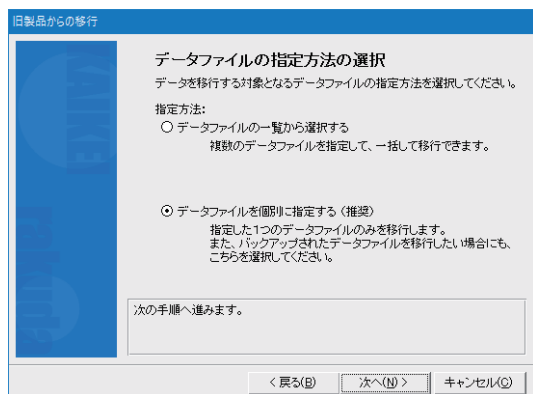 旧製品からの移行
データファイルの指定方法の選択
データを移行する対象となるデータファイルの指定方法を選択してください。
指定方法:
データファイルの一覧から選択する
複数のデータファイルを指定して、一括して移行できます。
データファイルを個別に指定する（推奨）
指定した1つのデータファイルのみを移行します。
また、バックアップされたデータファイルを移行したい場合にも、
こちらを選択してください。
KAIKEI
rakuda
次の手順へ進みます。
< 戻る(B) 次へ(N) > キャンセル(C)